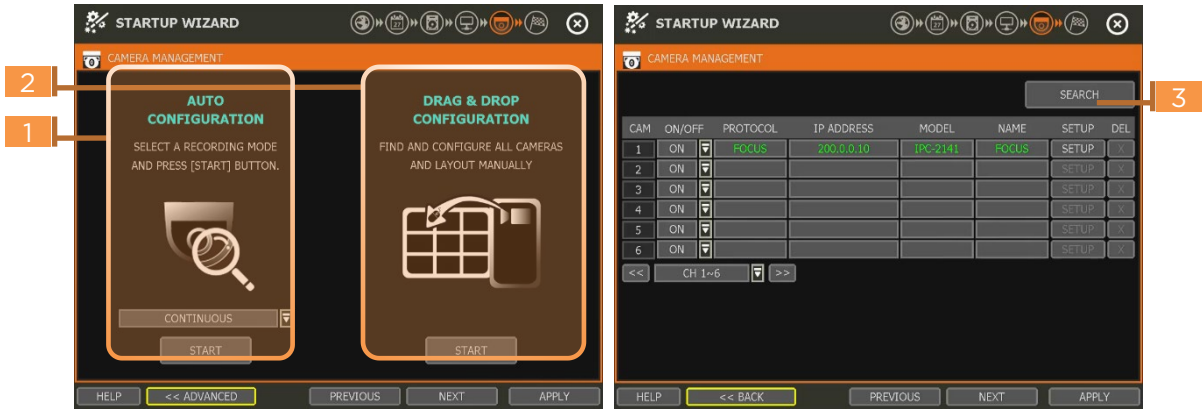 STARTUP WIZARD
27
CAMERA MANAGEMENT
2
1
AUTO
CONFIGURATION
SELECT A RECORDING MODE
AND PRESS [START] BUTTON.
CONTINUOUS
START
DRAG & DROP
CONFIGURATION
FIND AND CONFIGURE ALL CAMERAS
AND LAYOUT MANUALLY
START
HELP << ADVANCED PREVIOUS NEXT APPLY
STARTUP WIZARD
27
CAMERA MANAGEMENT
SEARCH
3
CAM ON/OFF PROTOCOL IP ADDRESS MODEL NAME SETUP DEL
1 ON FOCUS 200.0.0.10 IPC-2141 FOCUS SETUP X
2 ON SETUP X
3 ON SETUP X
4 ON SETUP X
5 ON SETUP X
6 ON SETUP X
<< CH 1~6 >>
HELP << BACK PREVIOUS NEXT APPLY